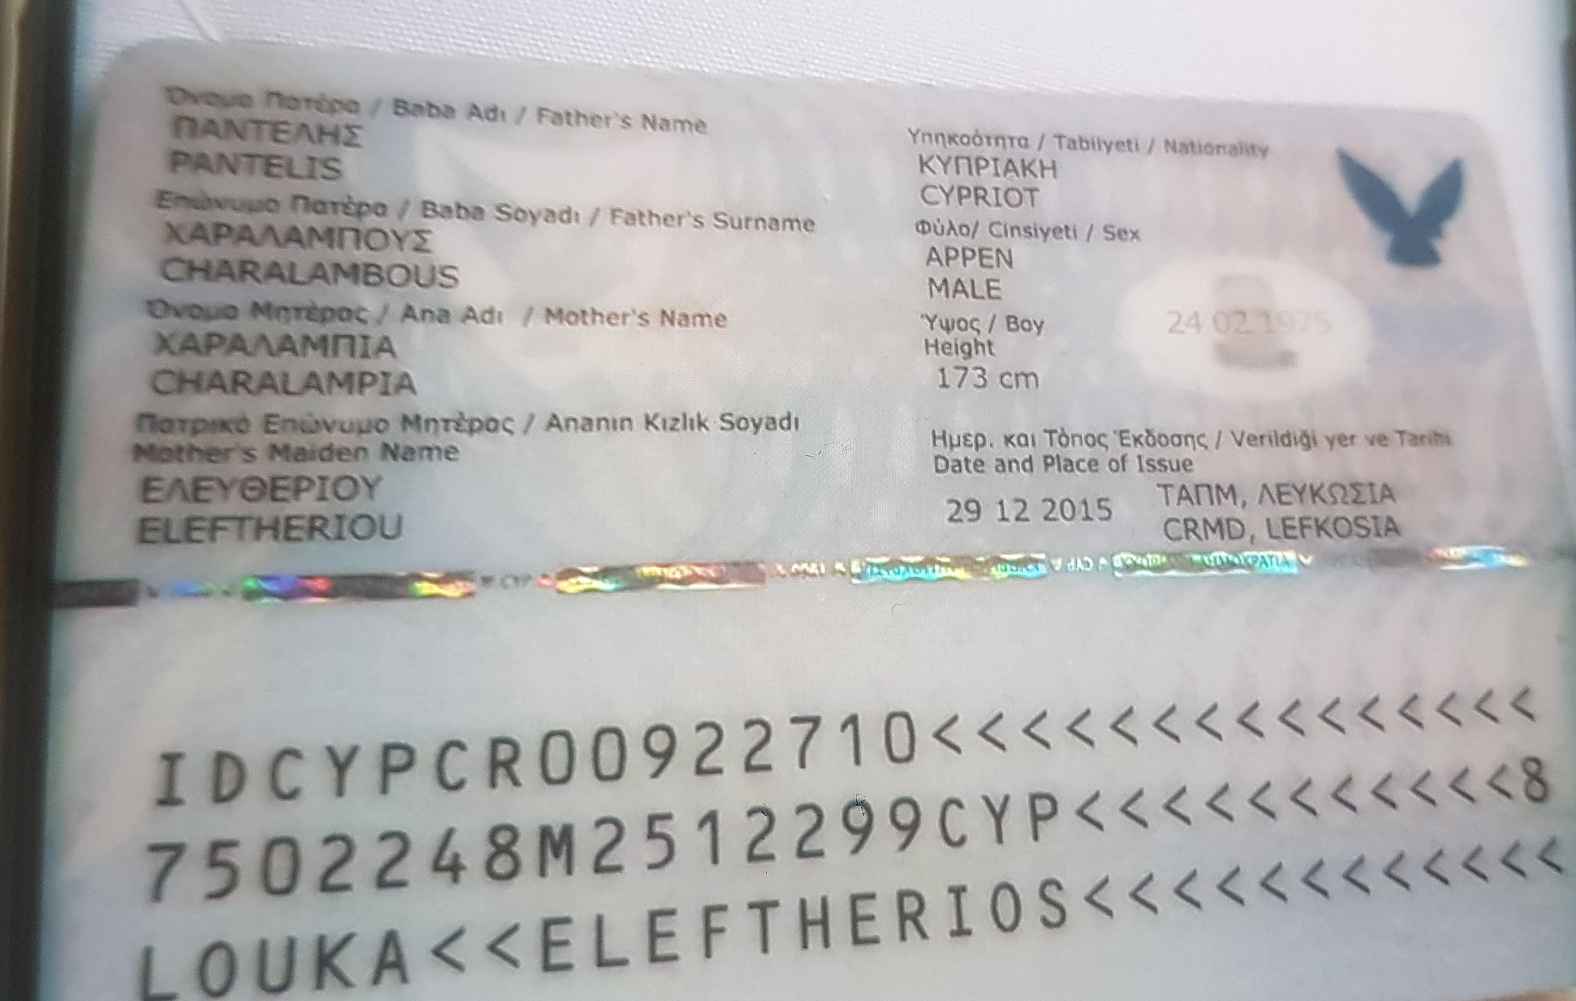 Όνομα Πατέρα / Baba Adı / Father's Name
ΠΑΝΤΕΛΗΣ
PANTELIS
Επώνυμο Πατέρα / Baba Soyadı / Father's Surname
ΧΑΡΑΛΑΜΠΟΥΣ
CHARALAMBOUS
Όνομα Μητέρας / Ana Adı / Mother's Name
ΧΑΡΑΛΑΜΠΙΑ
CHARALAMPIA
Πατρικό Επώνυμο Μητέρας / Ananın Kızlık Soyadı
Mother's Maiden Name
ΕΛΕΥΘΕΡΙΟΥ
ELEFTHERIOU
Υπηκοότητα / Tabiiyeti / Nationality
ΚΥΠΡΙΑΚΗ
CYPRIOT
Φύλο/ Cinsiyeti / Sex
ΑΡΡΕΝ
MALE
Ύψος / Boy
Height
173 cm
24 02 1975
Ημερ. και Τόπος Έκδοσης / Verildiği yer ve Tarihi
Date and Place of Issue
29 12 2015
ΤΑΠΜ, ΛΕΥΚΩΣΙΑ
CRMD, LEFKOSIA
IDCYPCR00922710<<<<<<<<<<<<<<<
7502248M2512299CYP<<<<<<<<<<<8
LOUKA<<ELEFTHERIOS<<<<<<<<<<<<